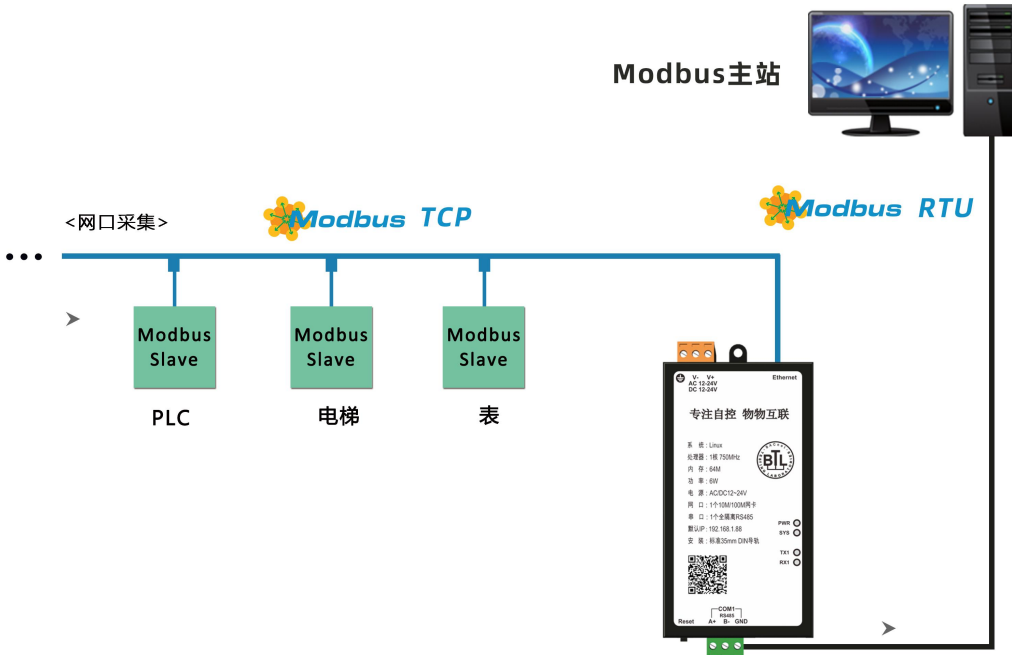 Modbus主站
<网口采集>
Modbus TCP
Modbus RTU
Modbus
Slave
Modbus
Slave
Modbus
Slave
PLC
电梯
表
V- V+
AC 12-24V
DC 12-24V
Ethernet
专注自控 物物互联
系 统 : Linux
处理器 : 1核 750MHz
内 存 : 64M
功 率 : 6W
电 源 : AC/DC12~24V
网 口 : 1个10M/100M网卡
串 口 : 1个全隔离RS485
默认IP : 192.168.1.88
安 装 : 标准35mm DIN导轨
BTL
PWR
SYS
TX1
RX1
COM1
RS485
Reset A+ B- GND